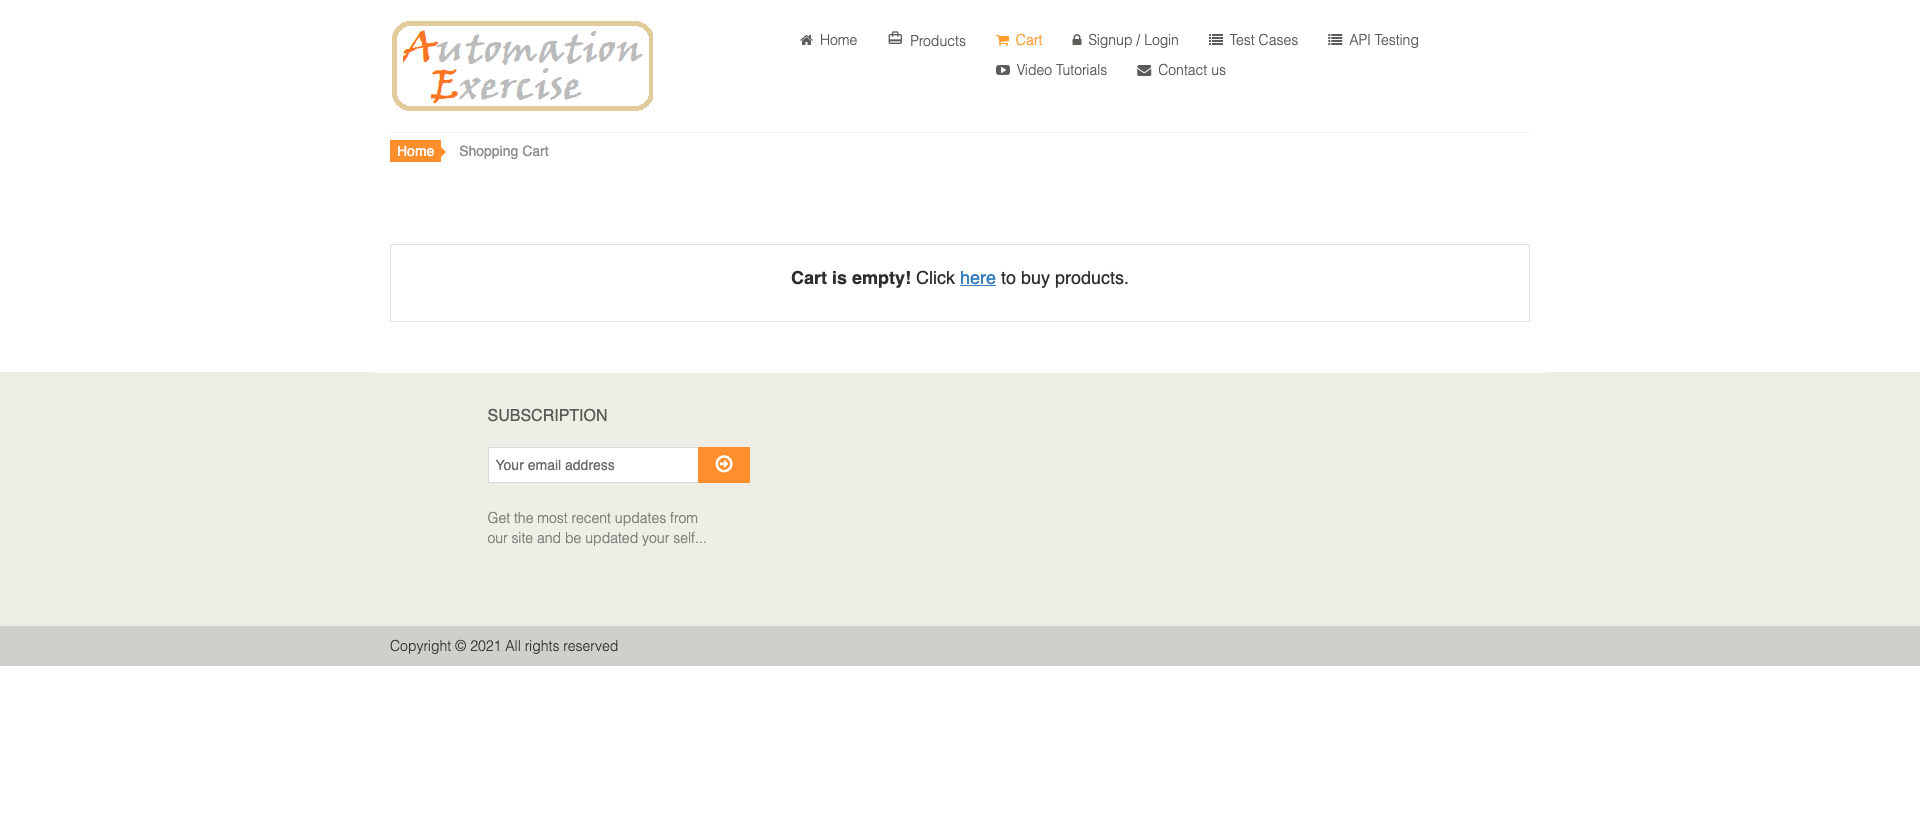 Automation
Exercise
Home Products Cart Signup / Login Test Cases API Testing
Video Tutorials Contact us
Home Shopping Cart
Cart is empty! Click here to buy products.
SUBSCRIPTION
Your email address
Get the most recent updates from
our site and be updated your self...
Copyright © 2021 All rights reserved